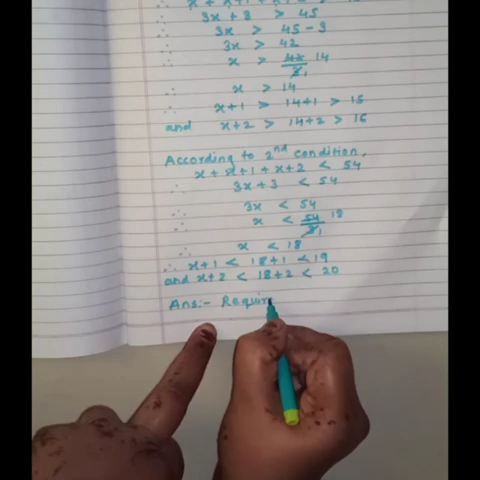 ∴ 3x + 3 > 45
∴ 3x > 45 - 3
∴ 3x > 42
∴ x > 42/3 14
∴ x > 14
∴ x+1 > 14+1 > 15
and x+2 > 14+2 > 16
According to 2nd condition,
x + x+1 + x+2 < 54
∴ 3x+3 < 54
∴ 3x < 54
∴ x < 54/3 18
∴ x < 18
∴ x+1 < 18+1 < 19
and x+2 < 18+2 < 20
Ans:- Requir